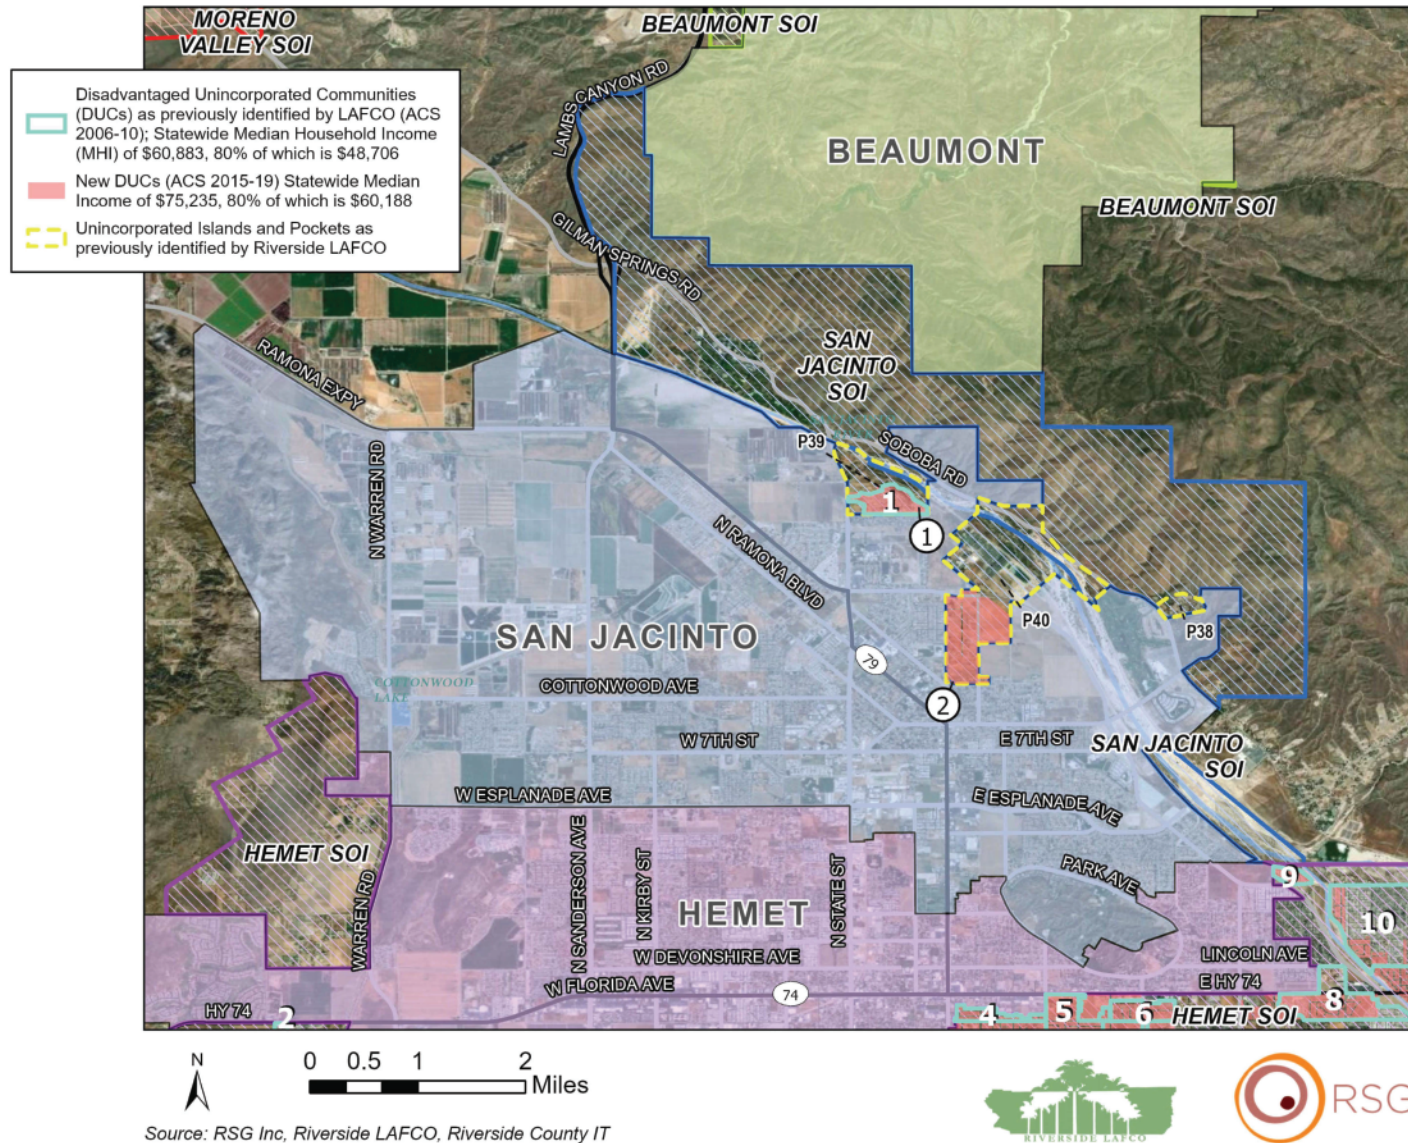 MORENO
VALLEY SOI
BEAUMONT SOI
Disadvantaged Unincorporated Communities
(DUCs) as previously identified by LAFCO (ACS
2006-10); Statewide Median Household Income
(MHI) of $60,883, 80% of which is $48,706
New DUCs (ACS 2015-19) Statewide Median
Income of $75,235, 80% of which is $60,188
Unincorporated Islands and Pockets as
previously identified by Riverside LAFCO
LAMBS CANYON RD
BEAUMONT
BEAUMONT SOI
GILMAN SPRINGS RD
SAN
JACINTO
SOI
RAMONA EXPY
P39
SOBOBA RD
N WARREN RD
1
1
N RAMONA BLVD
P40
P38
SAN JACINTO
79
COTTONWOOD
LAKE
COTTONWOOD AVE
2
W 7TH ST
E 7TH ST
SAN JACINTO
SOI
W ESPLANADE AVE
E ESPLANADE AVE
HEMET SOI
PARK AVE
9
WARREN RD
N SANDERSON AVE
N KIRBY ST
N STATE ST
HEMET
10
W DEVONSHIRE AVE
LINCOLN AVE
W FLORIDA AVE
E HY 74
74
HY 74
2
4
5
6
8
HEMET SOI
N
0 0.5 1 2
Miles
Source: RSG Inc, Riverside LAFCO, Riverside County IT
RIVERSIDE LAFCO
RSG